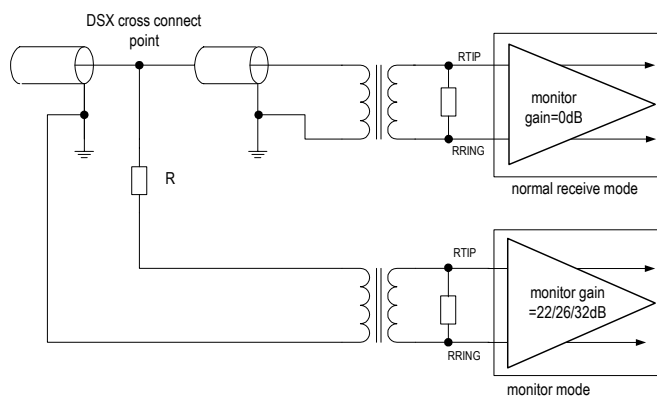 DSX cross connect
point
RTIP
monitor
gain=0dB
RRING
normal receive mode
R
RTIP
monitor gain
=22/26/32dB
RRING
monitor mode